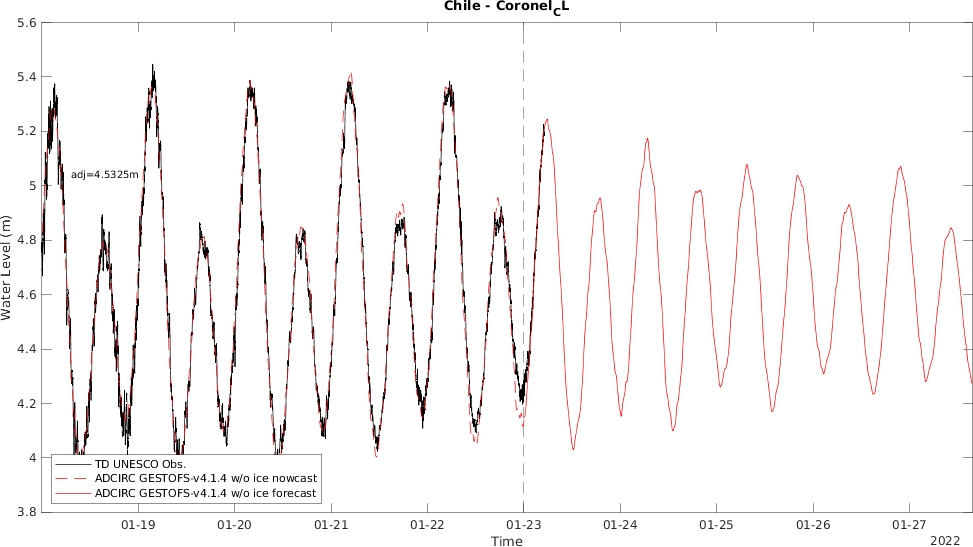 Chile - Coronel_CL
5.6
5.4
5.2
5
4.8
4.6
4.4
4.2
4
3.8
Water Level (m)
adj=4.5325m
TD UNESCO Obs.
ADCIRC GESTOFS-v4.1.4 w/o ice nowcast
ADCIRC GESTOFS-v4.1.4 w/o ice forecast
01-19 01-20 01-21 01-22 01-23 01-24 01-25 01-26 01-27
Time
2022